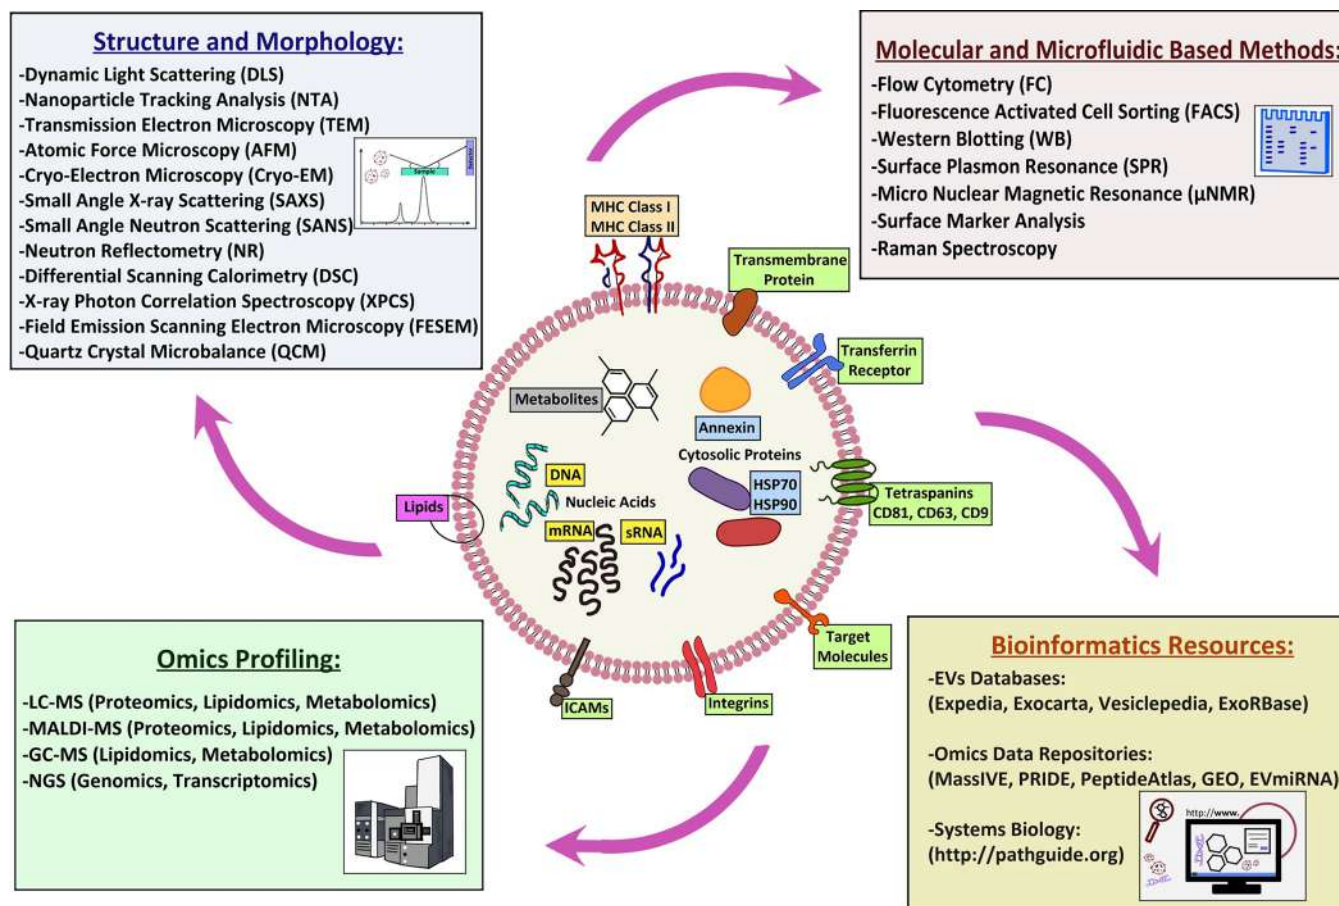 Structure and Morphology:
-Dynamic Light Scattering (DLS)
-Nanoparticle Tracking Analysis (NTA)
-Transmission Electron Microscopy (TEM)
-Atomic Force Microscopy (AFM)
-Cryo-Electron Microscopy (Cryo-EM)
-Small Angle X-ray Scattering (SAXS)
-Small Angle Neutron Scattering (SANS)
-Neutron Reflectometry (NR)
-Differential Scanning Calorimetry (DSC)
-X-ray Photon Correlation Spectroscopy (XPCS)
-Field Emission Scanning Electron Microscopy (FESEM)
-Quartz Crystal Microbalance (QCM)
Sample
Detector
Molecular and Microfluidic Based Methods:
-Flow Cytometry (FC)
-Fluorescence Activated Cell Sorting (FACS)
-Western Blotting (WB)
-Surface Plasmon Resonance (SPR)
-Micro Nuclear Magnetic Resonance (μNMR)
-Surface Marker Analysis
-Raman Spectroscopy
MHC Class I
MHC Class II
Transmembrane
Protein
Transferrin
Receptor
Metabolites
Annexin
Cytosolic Proteins
HSP70
HSP90
DNA
Nucleic Acids
mRNA
sRNA
Lipids
Tetraspanins
CD81, CD63, CD9
Target
Molecules
Integrins
ICAMs
Omics Profiling:
-LC-MS (Proteomics, Lipidomics, Metabolomics)
-MALDI-MS (Proteomics, Lipidomics, Metabolomics)
-GC-MS (Lipidomics, Metabolomics)
-NGS (Genomics, Transcriptomics)
Bioinformatics Resources:
-EVs Databases:
(Expedia, Exocarta, Vesiclepedia, ExoRBase)
-Omics Data Repositories:
(MassIVE, PRIDE, PeptideAtlas, GEO, EVmiRNA)
-Systems Biology:
(http://pathguide.org)
http://www.